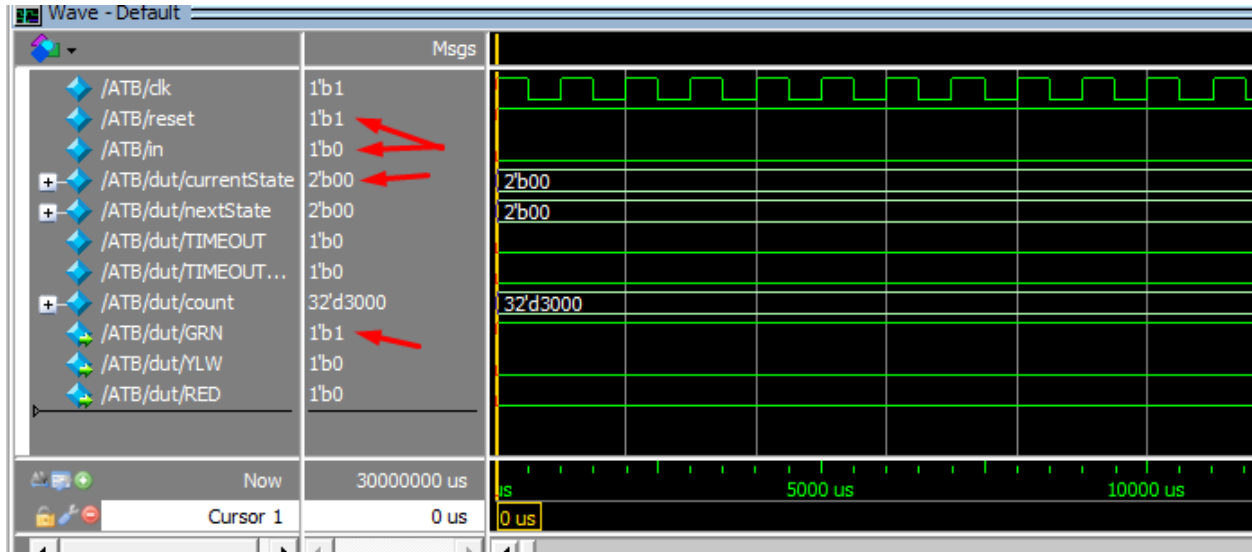 Wave - Default
Msgs
/ATB/clk 1'b1
/ATB/reset 1'b1
/ATB/in 1'b0
/ATB/dut/currentState 2'b00 2'b00
/ATB/dut/nextState 2'b00 2'b00
/ATB/dut/TIMEOUT 1'b0
/ATB/dut/TIMEOUT... 1'b0
/ATB/dut/count 32'd3000 32'd3000
/ATB/dut/GRN 1'b1
/ATB/dut/YLW 1'b0
/ATB/dut/RED 1'b0
Now 30000000 us us 5000 us 10000 us
Cursor 1 0 us 0 us